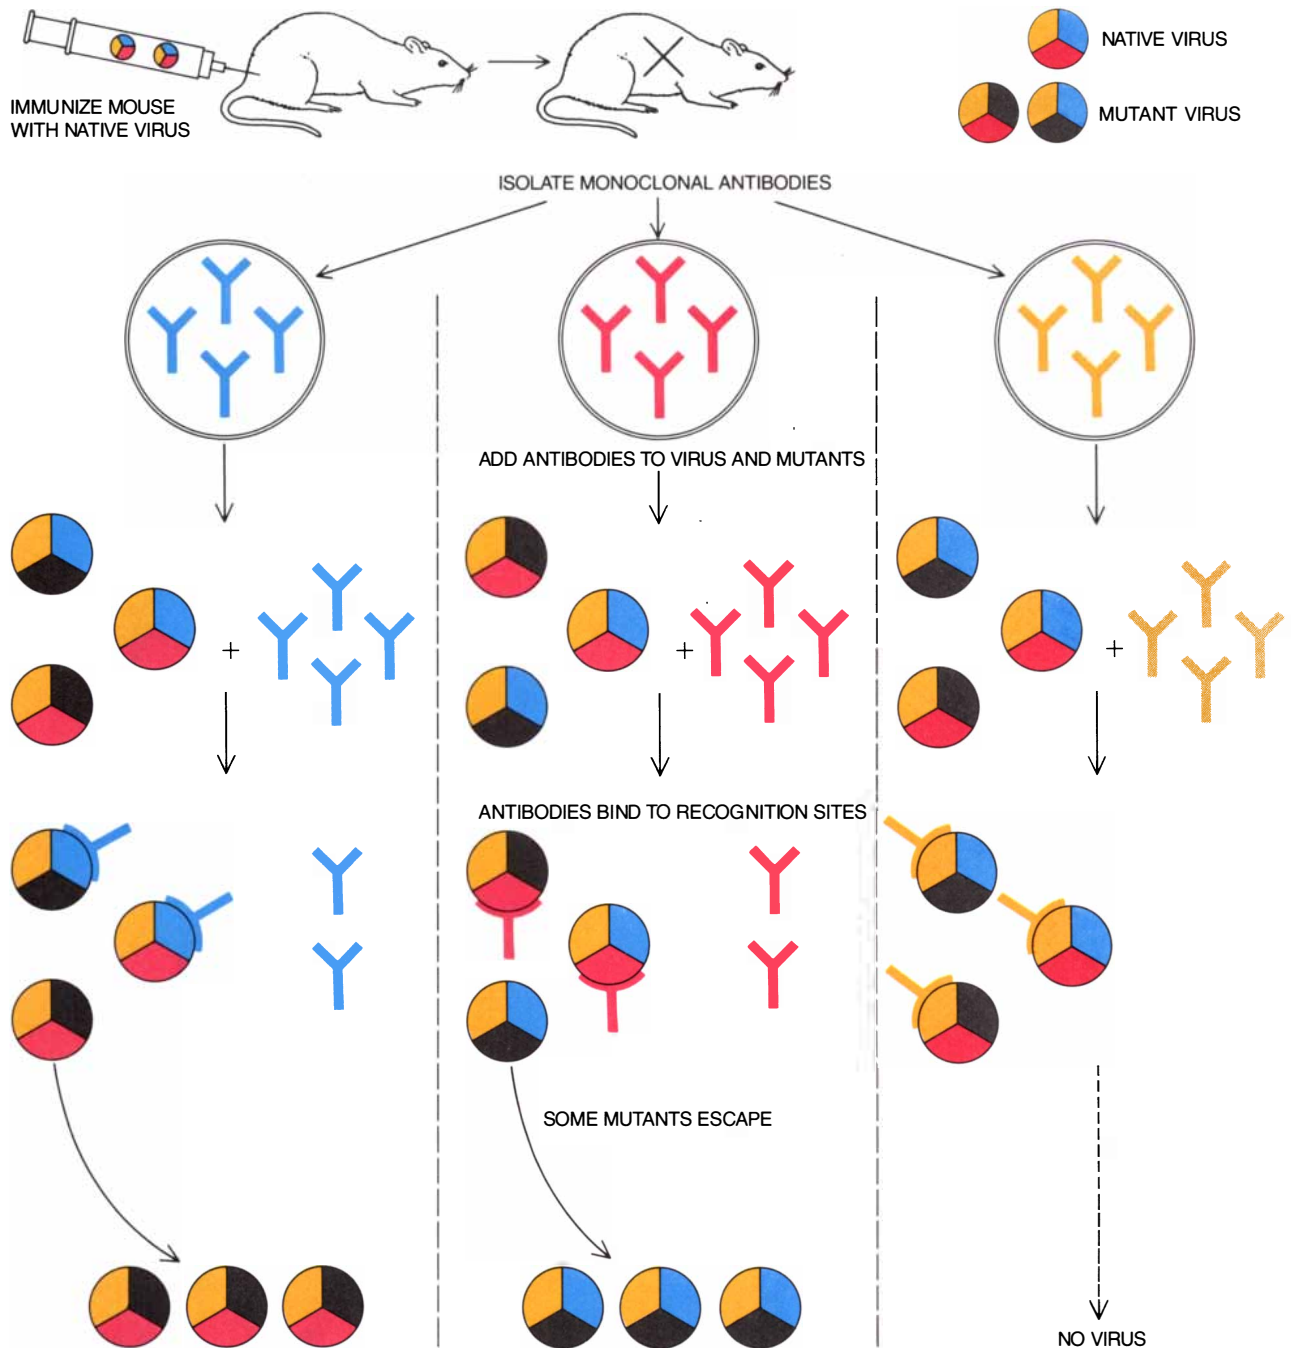 IMMUNIZE MOUSE
WITH NATIVE VIRUS
NATIVE VIRUS
MUTANT VIRUS
ISOLATE MONOCLONAL ANTIBODIES
ADD ANTIBODIES TO VIRUS AND MUTANTS
+
+
+
ANTIBODIES BIND TO RECOGNITION SITES
SOME MUTANTS ESCAPE
NO VIRUS